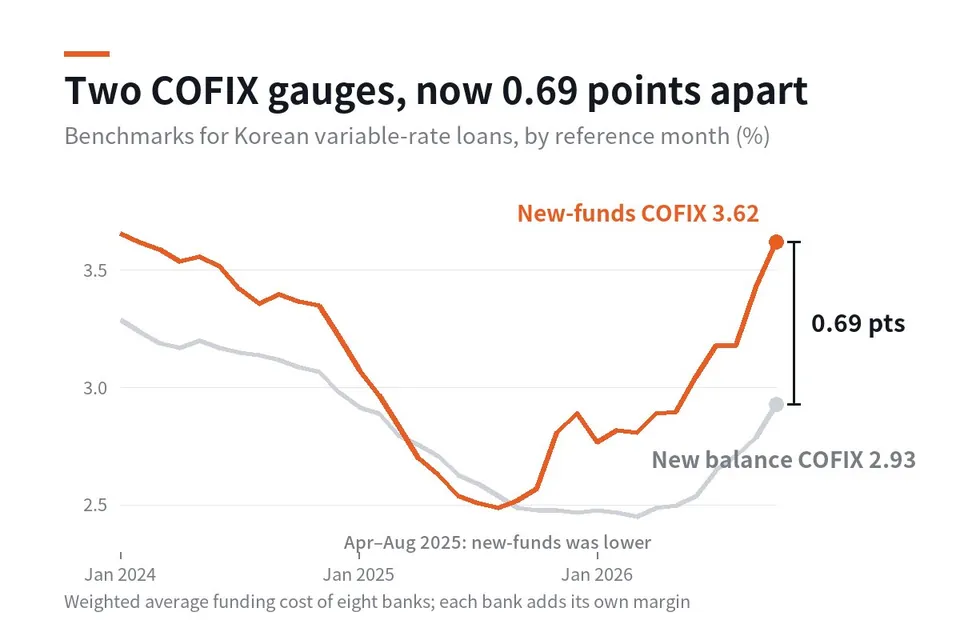 Two COFIX gauges, now 0.69 points apart
Benchmarks for Korean variable-rate loans, by reference month (%)
New-funds COFIX 3.62
3.5
0.69 pts
3.0
New balance COFIX 2.93
2.5
Apr–Aug 2025: new-funds was lower
Jan 2024 Jan 2025 Jan 2026
Weighted average funding cost of eight banks; each bank adds its own margin